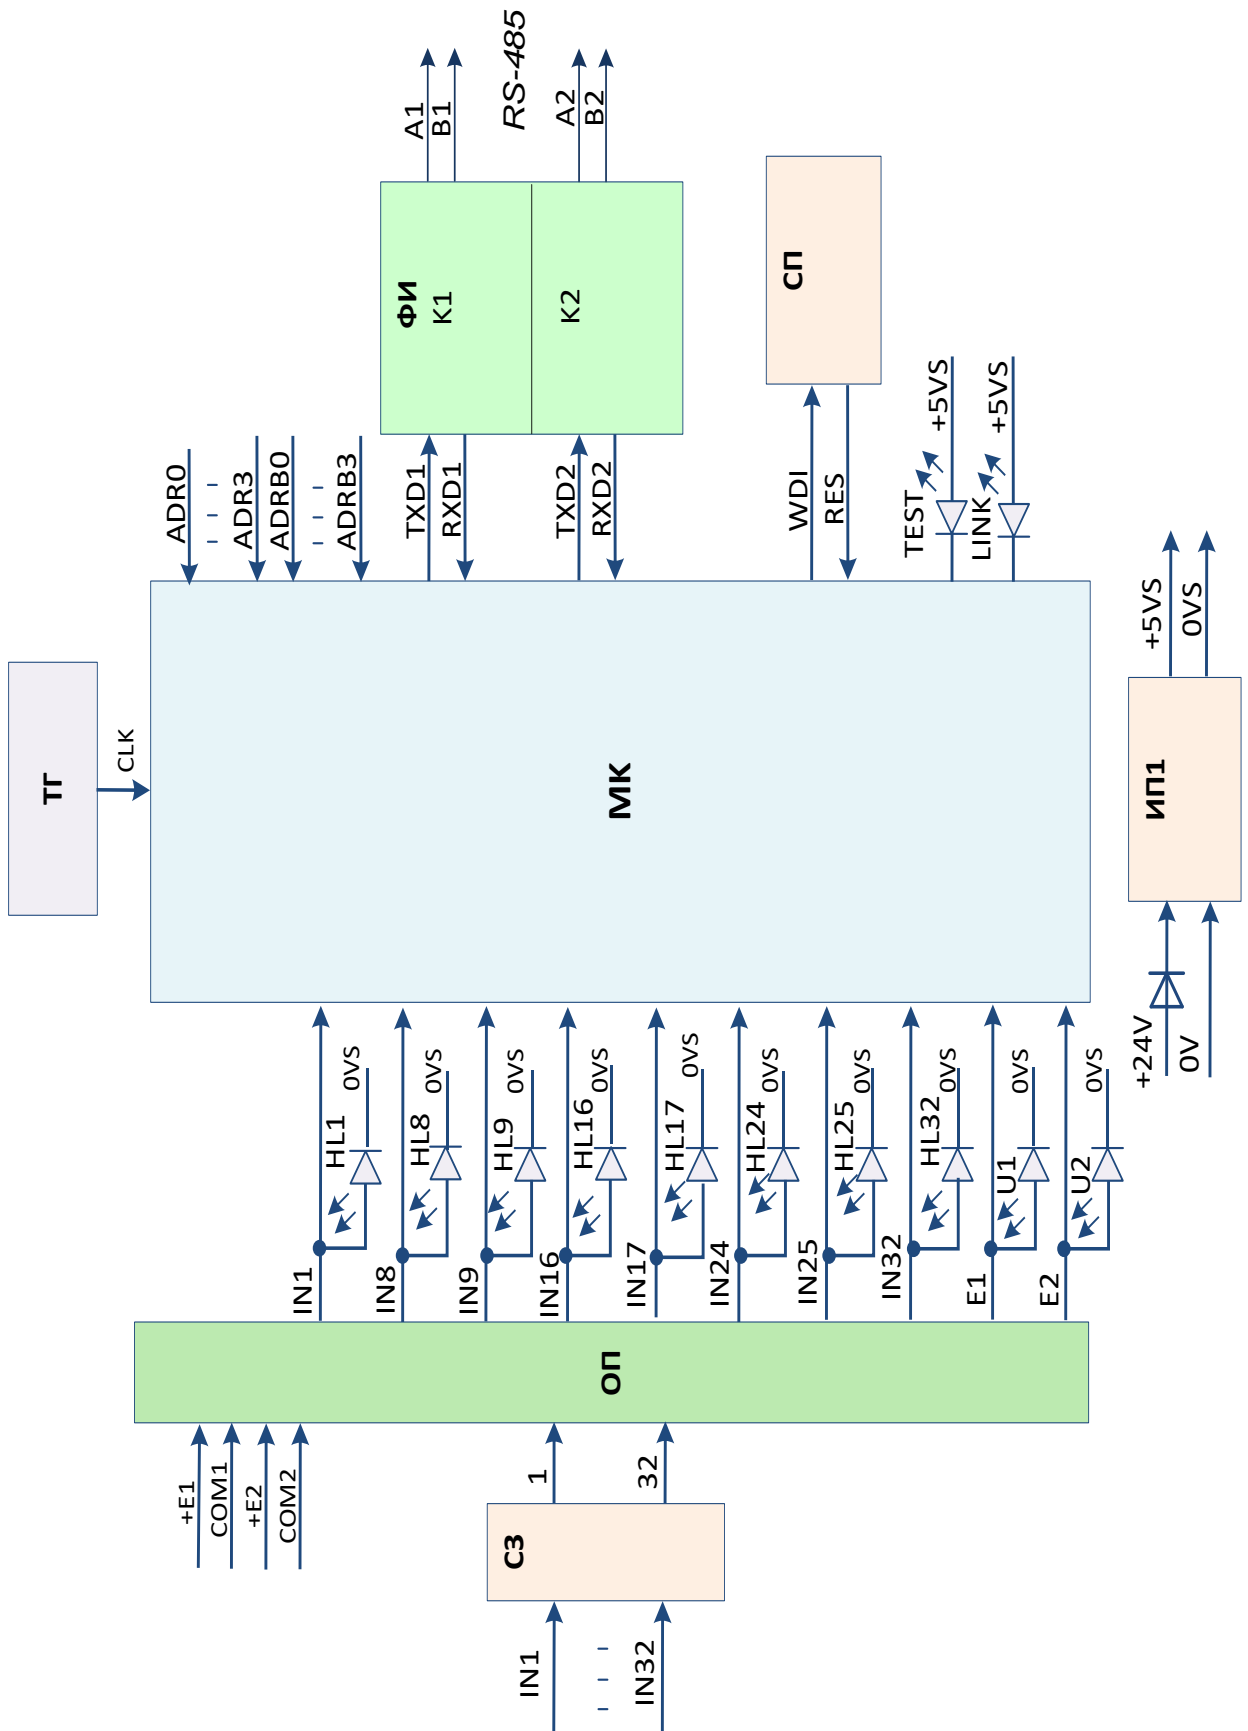 ТГ
CLK
ADR0
ADR3
ADRB0
ADRB3
TXD1
RXD1
TXD2
RXD2
ФИ
K1
K2
A1
B1
RS-485
A2
B2
WDI
RES
СП
TEST
+5VS
LINK
+5VS
МК
+5VS
0VS
ИП1
+24V
0V
IN1
HL1
0VS
IN8
HL8
0VS
IN9
HL9
0VS
IN16
HL16
0VS
IN17
HL17
0VS
IN24
HL24
0VS
IN25
HL25
0VS
IN32
HL32
0VS
E1
U1
0VS
E2
U2
0VS
ОП
+E1
COM1
+E2
COM2
1
32
СЗ
IN1
IN32